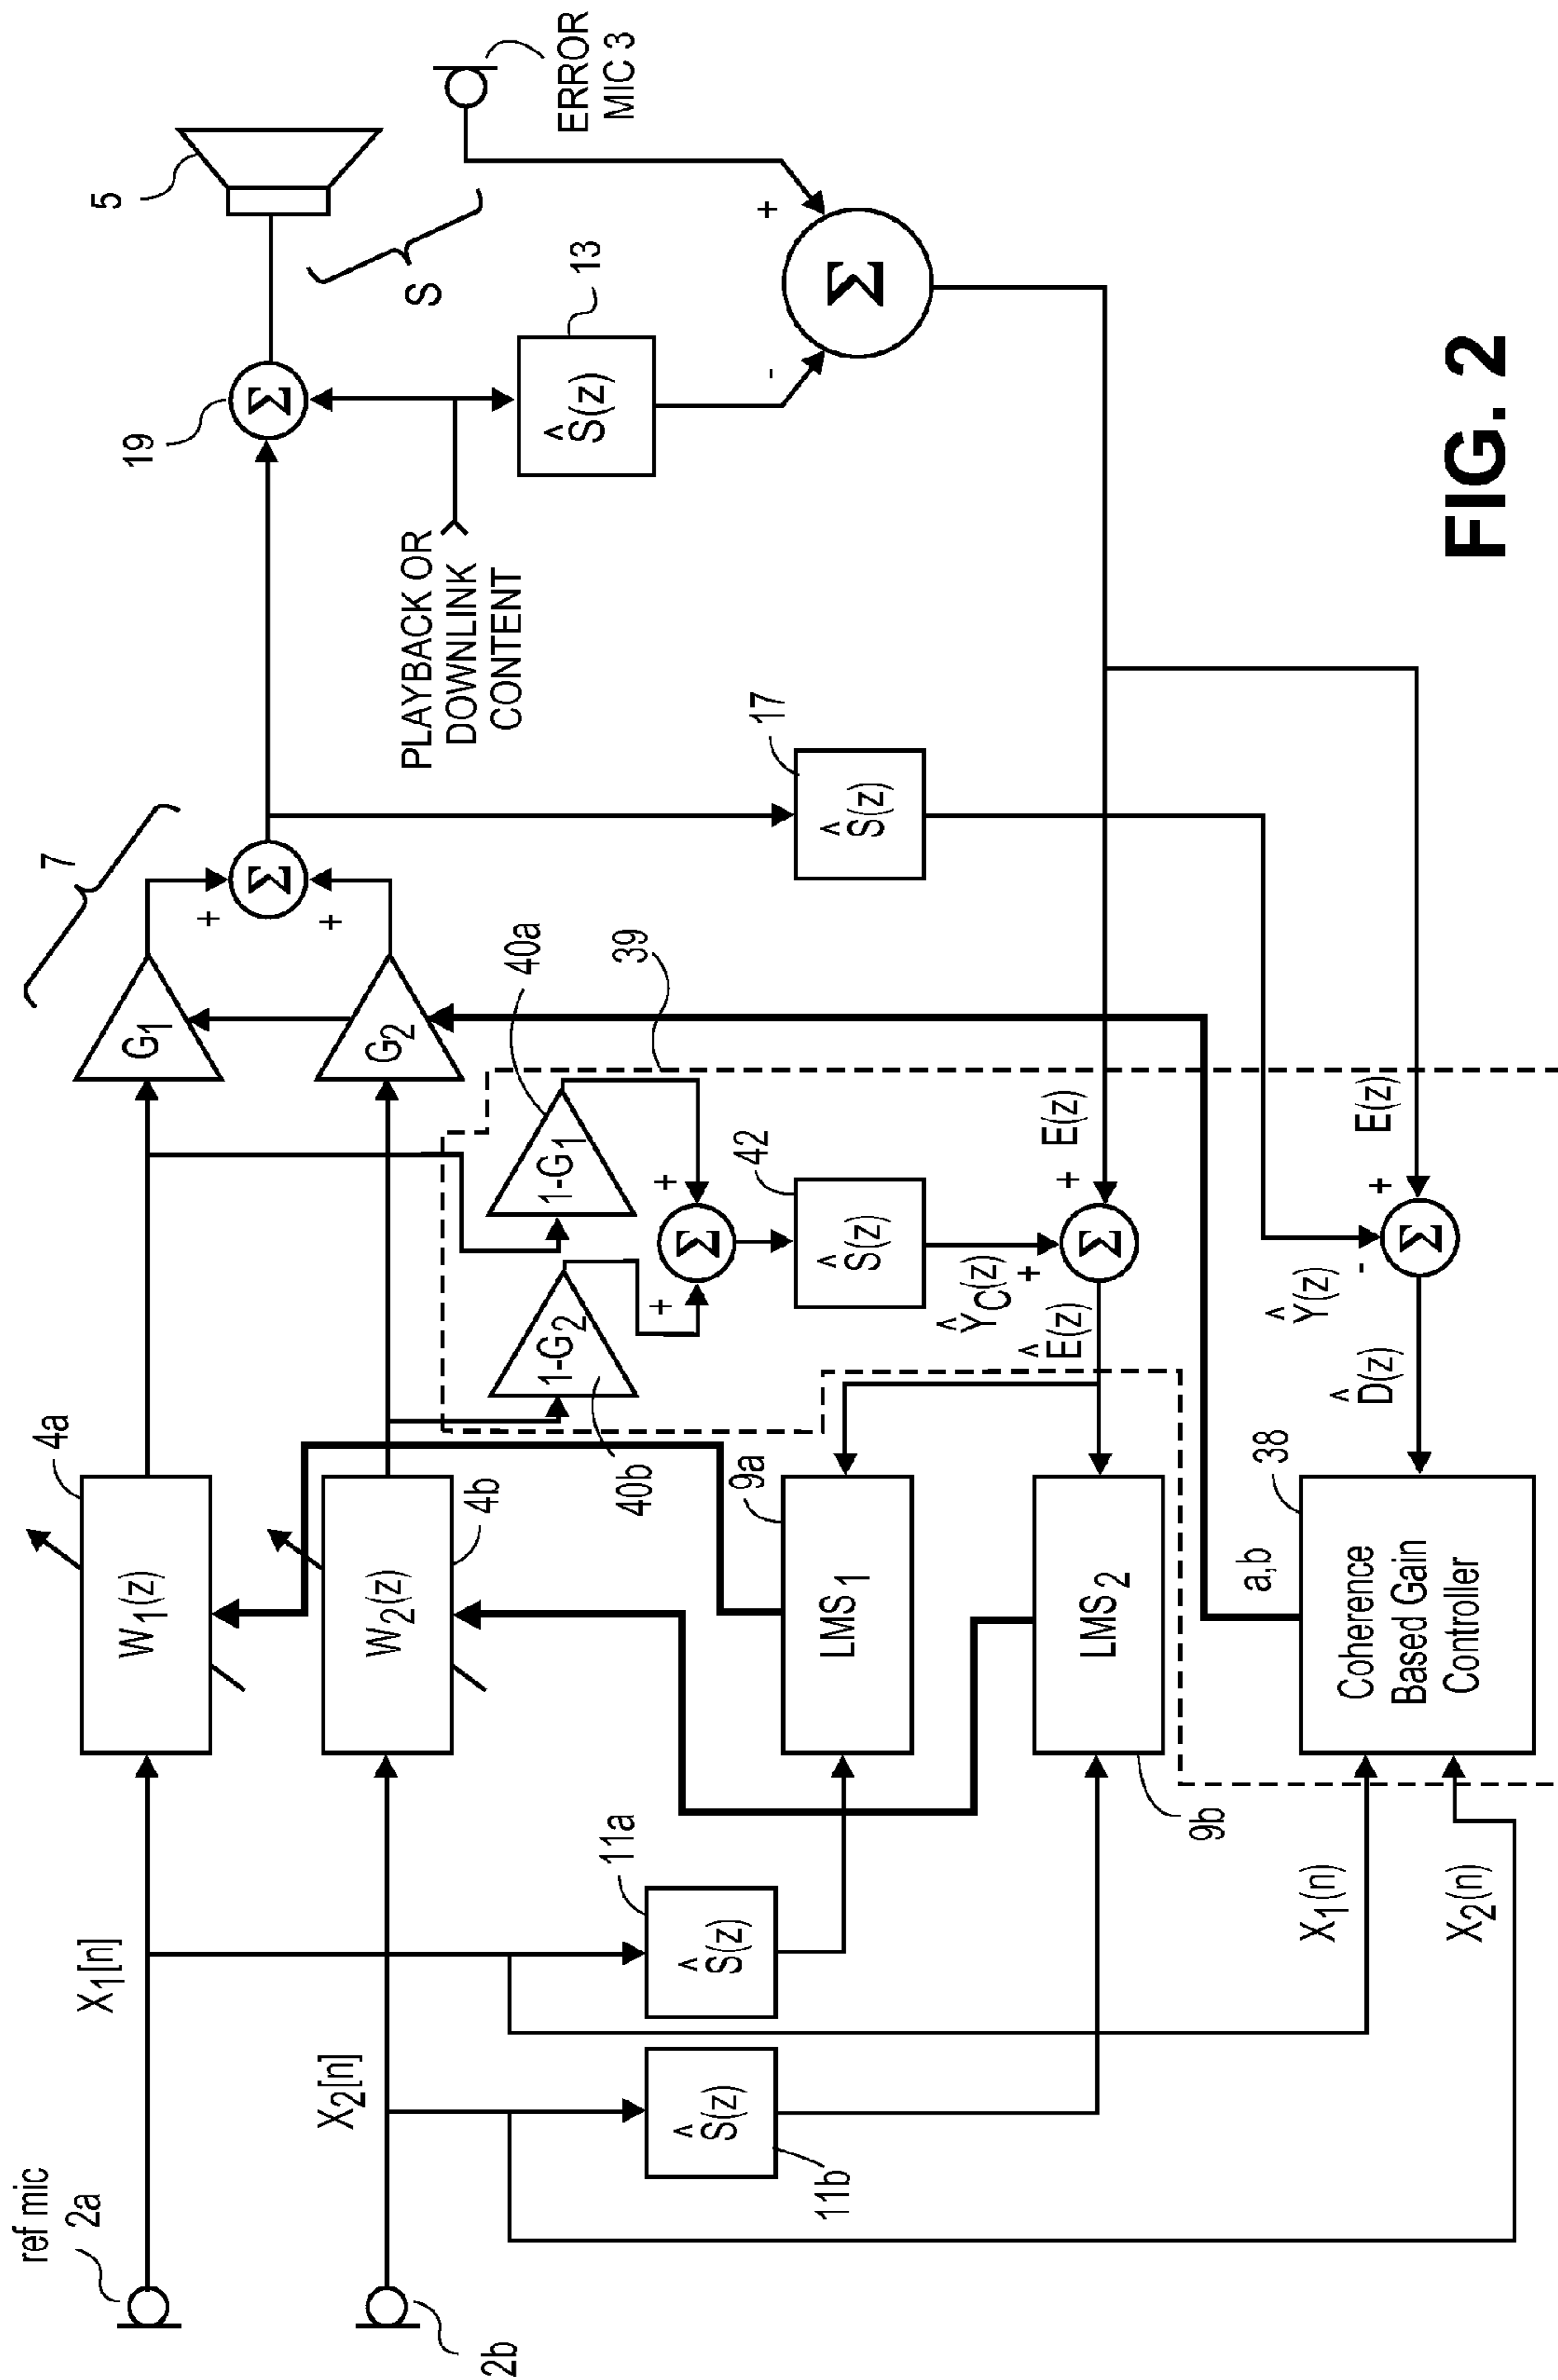 ref mic
2a
X1[n]
4a
W1(z)
G1
7
19
Σ
Σ
5
S
2b
X2[n]
W2(z)
4b
G2
+
+
PLAYBACK OR
DOWNLINK
CONTENT
ERROR
MIC 3
40b
1-G2
40a
1-G1
39
Ŝ(z)
13
11a
Ŝ(z)
Ŝ(z)
11b
+
+
Σ
42
Ŝ(z)
17
Ŝ(z)
-
+
Σ
9a
LMS1
ŶC(z)
+
+
E(z)
Σ
Ê(z)
LMS2
9b
X1(n)
X2(n)
38
Coherence
Based Gain
Controller
a,b
D̂(z)
Ŷ(z)
-
+
E(z)
Σ
FIG. 2